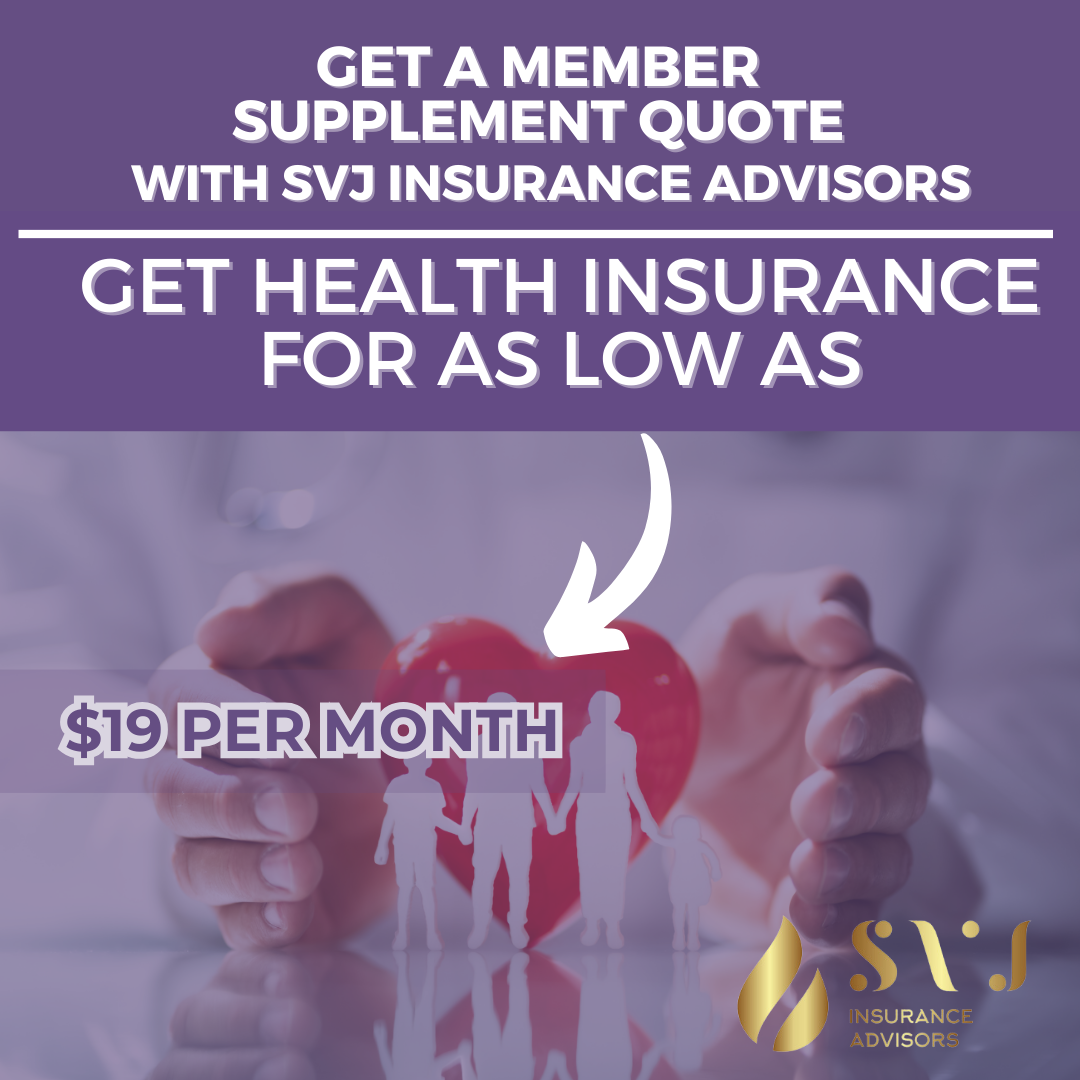 GET A MEMBER
SUPPLEMENT QUOTE
WITH SVJ INSURANCE ADVISORS
GET HEALTH INSURANCE
FOR AS LOW AS
$19 PER MONTH
SVJ
INSURANCE
ADVISORS